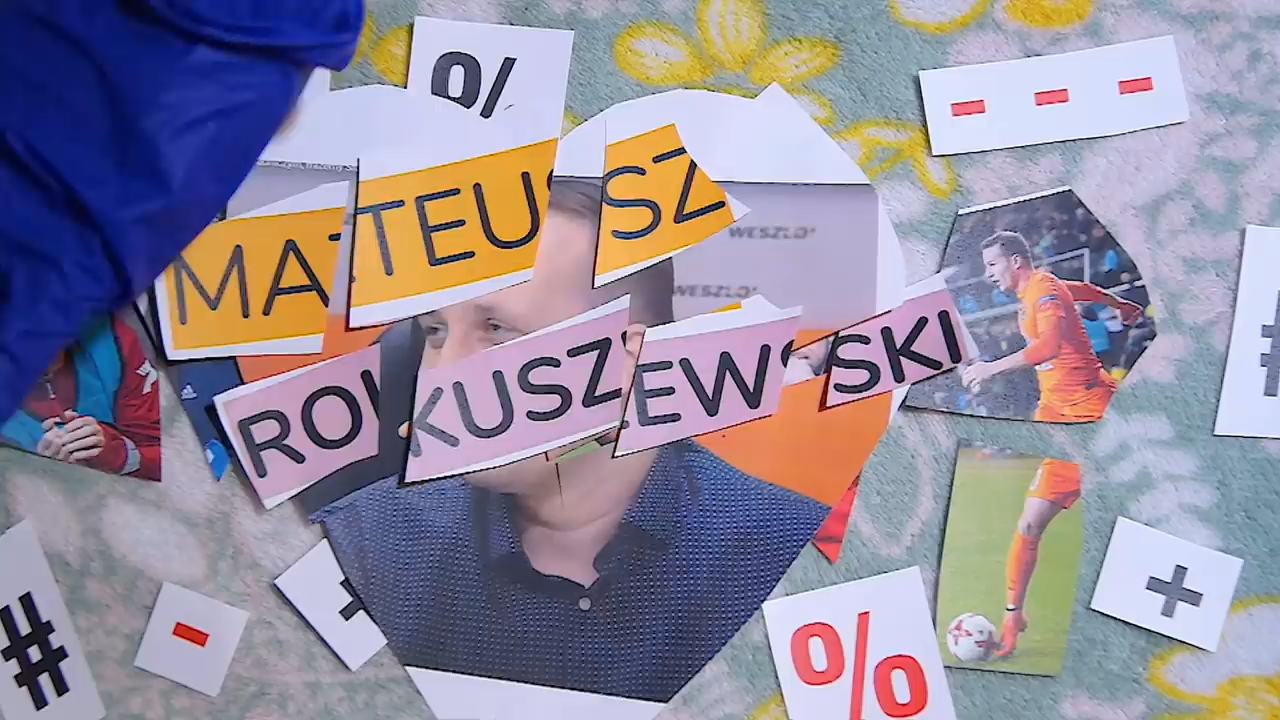 %
- - -
MATEUSZ
WESZŁO!
WESZŁO!
ROKUSZEWSKI
#
-
+
%